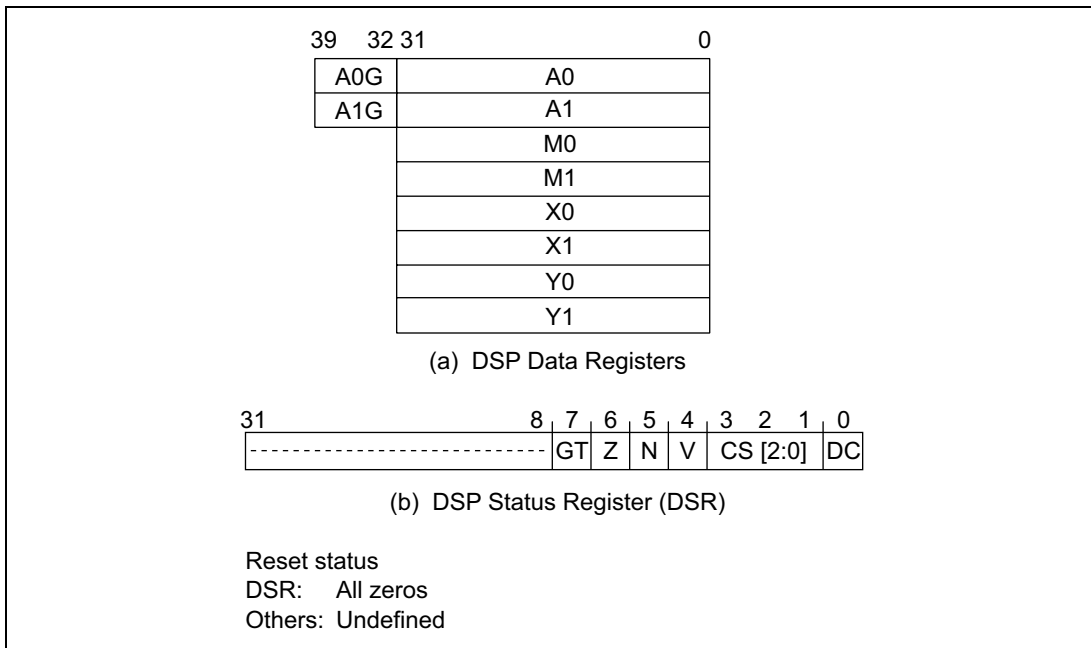 39 32 31 0
A0G A0
A1G A1
M0
M1
X0
X1
Y0
Y1
(a) DSP Data Registers
31 8 7 6 5 4 3 2 1 0
GT Z N V CS [2:0] DC
(b) DSP Status Register (DSR)
Reset status
DSR: All zeros
Others: Undefined